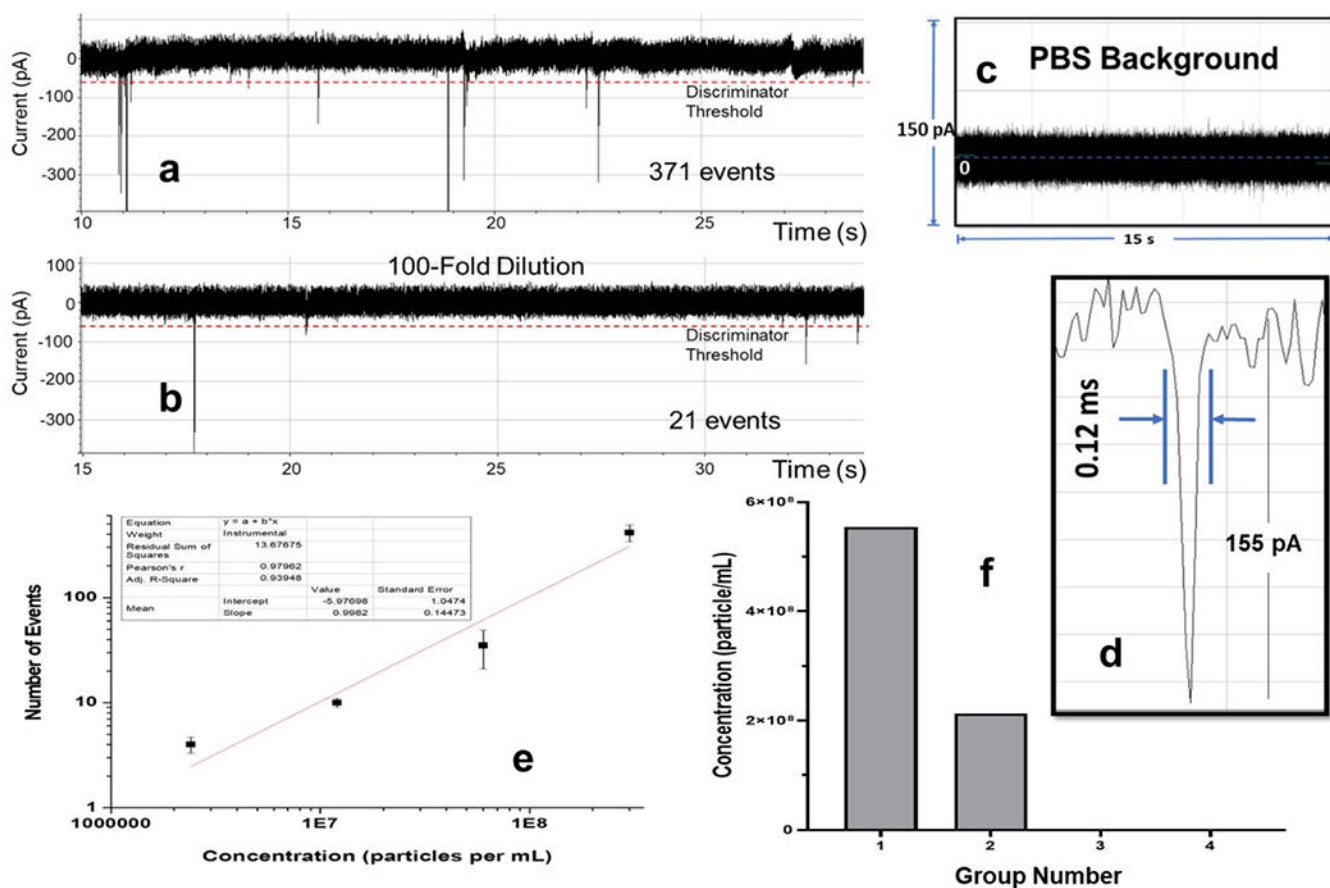 Current (pA)
100
0
-100
-200
-300
Discriminator
Threshold
a
371 events
10
15
20
25
Time (s)
c
PBS Background
150 pA
0
15 s
100-Fold Dilution
Current (pA)
100
0
-100
-200
-300
Discriminator
Threshold
b
21 events
15
20
25
30
Time (s)
0.12 ms
155 pA
d
Equation y = a + b*x
Weight Instrumental
Residual Sum of Squares 13.67675
Pearson's r 0.97962
Adj. R-Square 0.93948
Value Standard Error
Mean Intercept -5.97698 1.0474
Slope 0.9982 0.14473
Number of Events
100
10
1
1000000
1E7
1E8
e
Concentration (particles per mL)
Concentration (particle/mL)
6×10⁸
4×10⁸
2×10⁸
0
f
1
2
3
4
Group Number